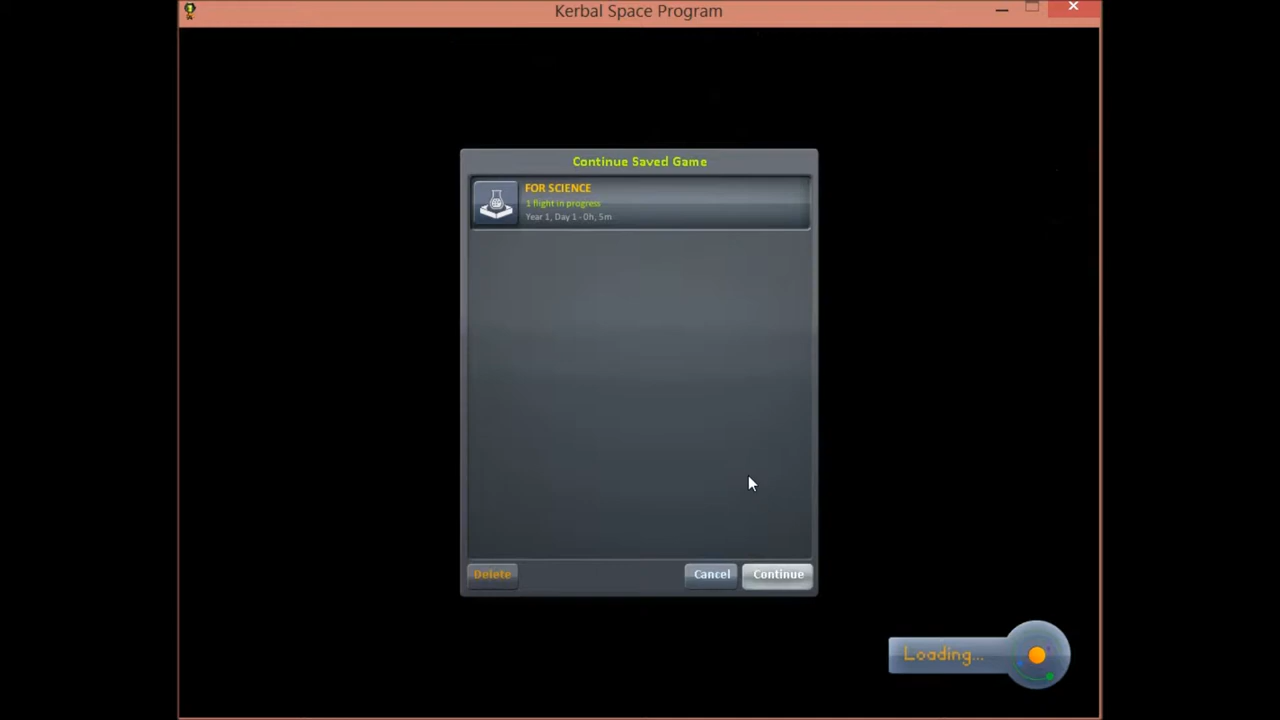 Kerbal Space Program
Continue Saved Game
FOR SCIENCE
1 flight in progress
Year 1, Day 1 - 0h, 5m
Delete
Cancel
Continue
Loading...